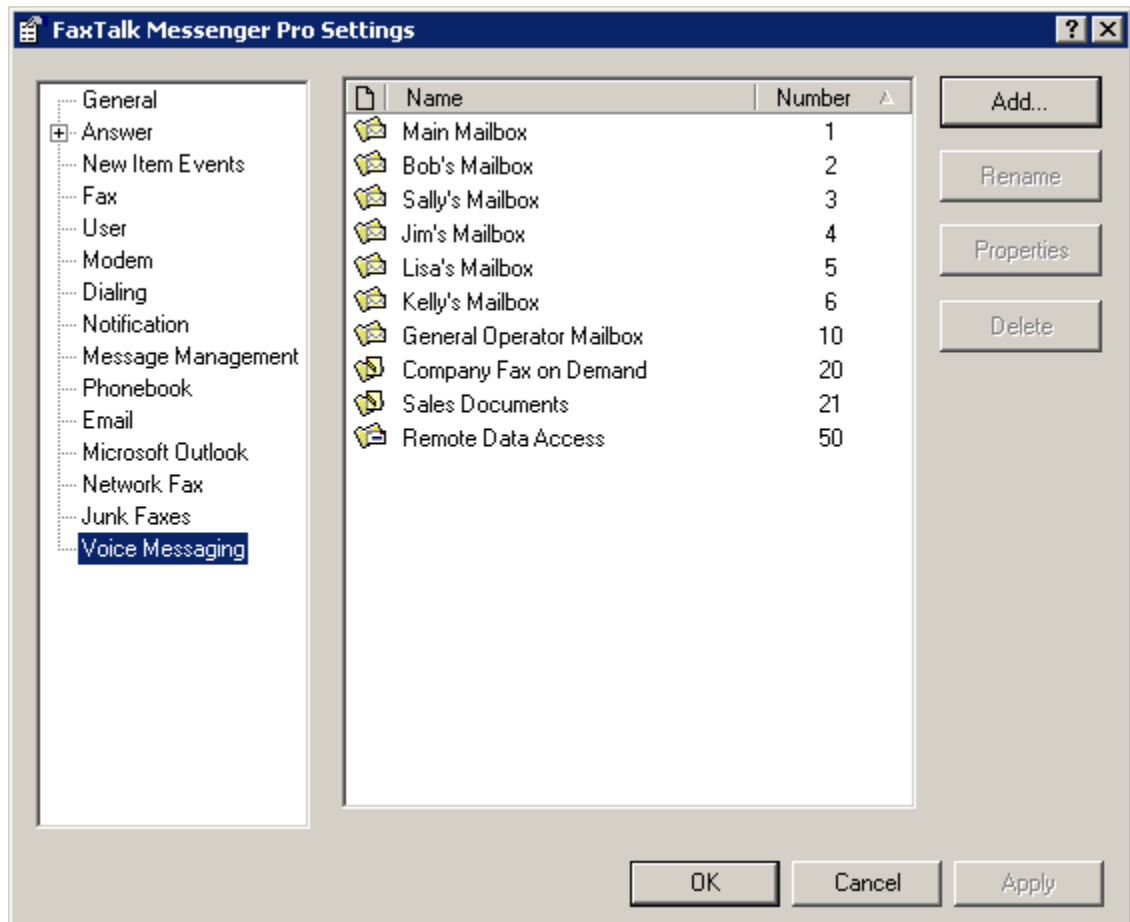 FaxTalk Messenger Pro Settings
General
Answer
New Item Events
Fax
User
Modem
Dialing
Notification
Message Management
Phonebook
Email
Microsoft Outlook
Network Fax
Junk Faxes
Voice Messaging
Name Number
Main Mailbox 1
Bob's Mailbox 2
Sally's Mailbox 3
Jim's Mailbox 4
Lisa's Mailbox 5
Kelly's Mailbox 6
General Operator Mailbox 10
Company Fax on Demand 20
Sales Documents 21
Remote Data Access 50
Add...
Rename
Properties
Delete
OK Cancel Apply